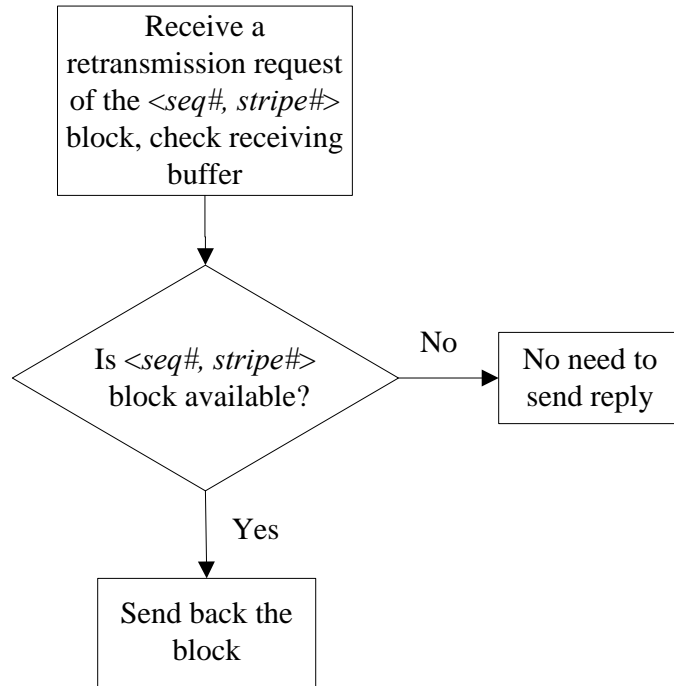 Receive a
retransmission request
of the <seq#, stripe#>
block, check receiving
buffer
Is <seq#, stripe#>
block available?
No
No need to
send reply
Yes
Send back the
block